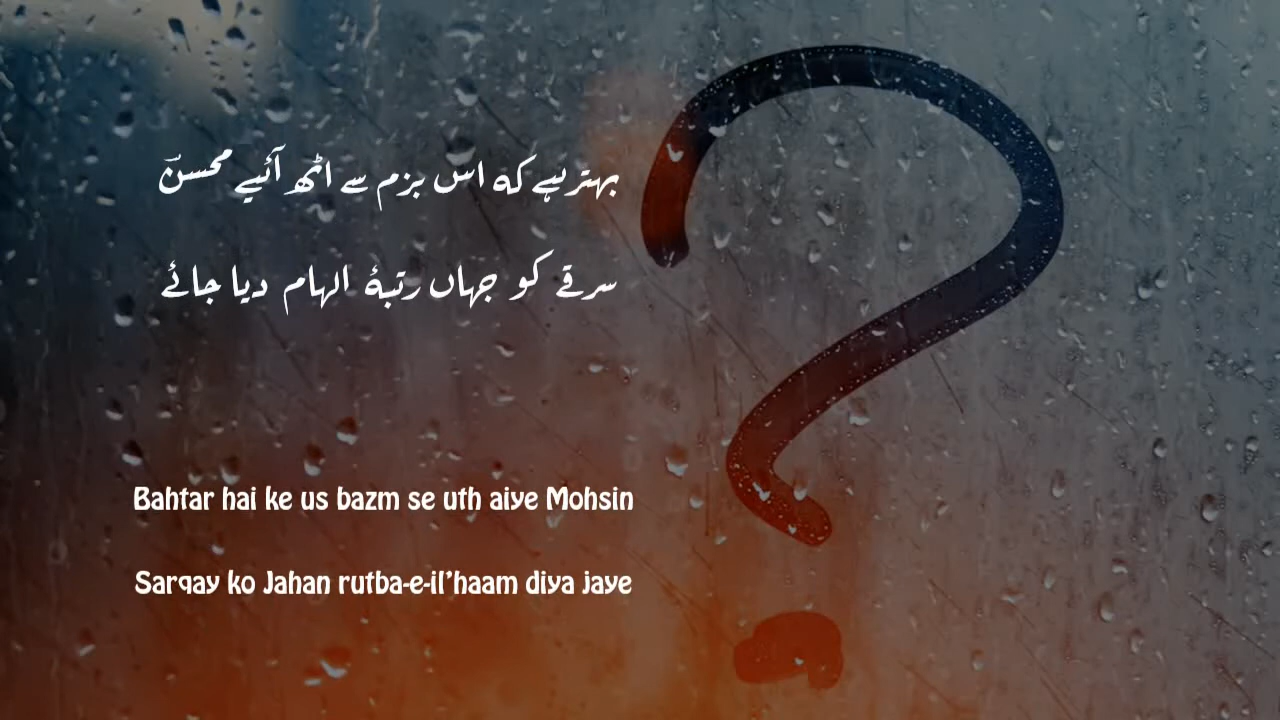 بہتر ہے کہ اس بزم سے اٹھ آئیے محسنؔ
سرقے کو جہاں رتبۂ الہام دیا جائے
Bahtar hai ke us bazm se uth aiye Mohsin
Sarqay ko Jahan rutba-e-il'haam diya jaye